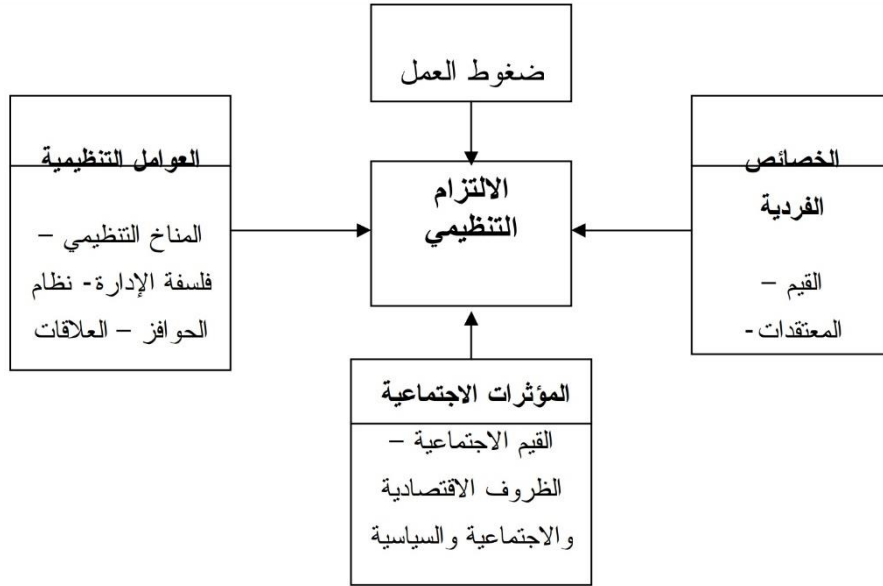 ضغوط العمل
الخصائص
الفردية
القيم –
المعتقدات-
الالتزام
التنظيمي
العوامل التنظيمية
المناخ التنظيمي –
فلسفة الإدارة- نظام
الحوافز – العلاقات
المؤثرات الاجتماعية
القيم الاجتماعية –
الظروف الاقتصادية
والاجتماعية والسياسية